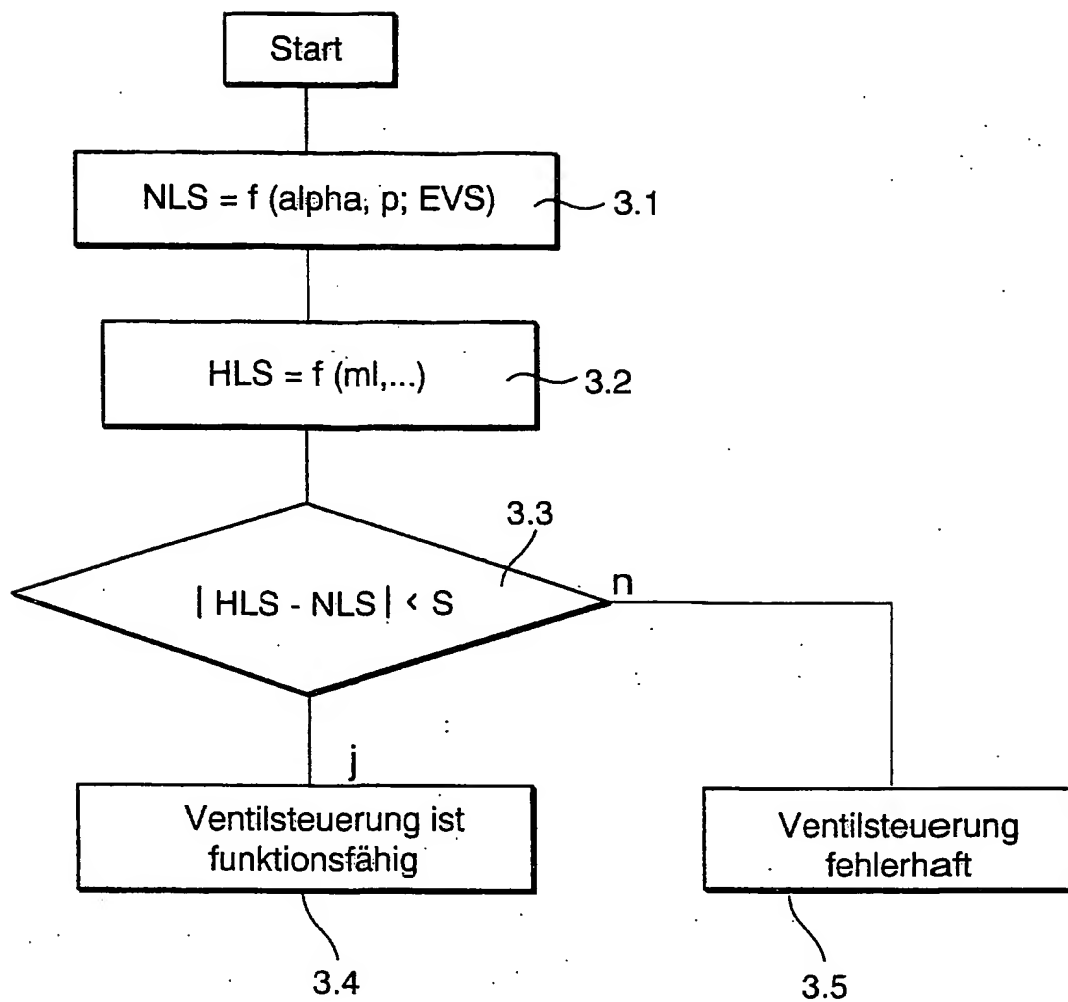 Start
NLS = f (alpha, p; EVS)
3.1
HLS = f (ml,...)
3.2
3.3
| HLS - NLS | < S
n
j
Ventilsteuerung ist
funktionsfähig
Ventilsteuerung
fehlerhaft
3.4
3.5